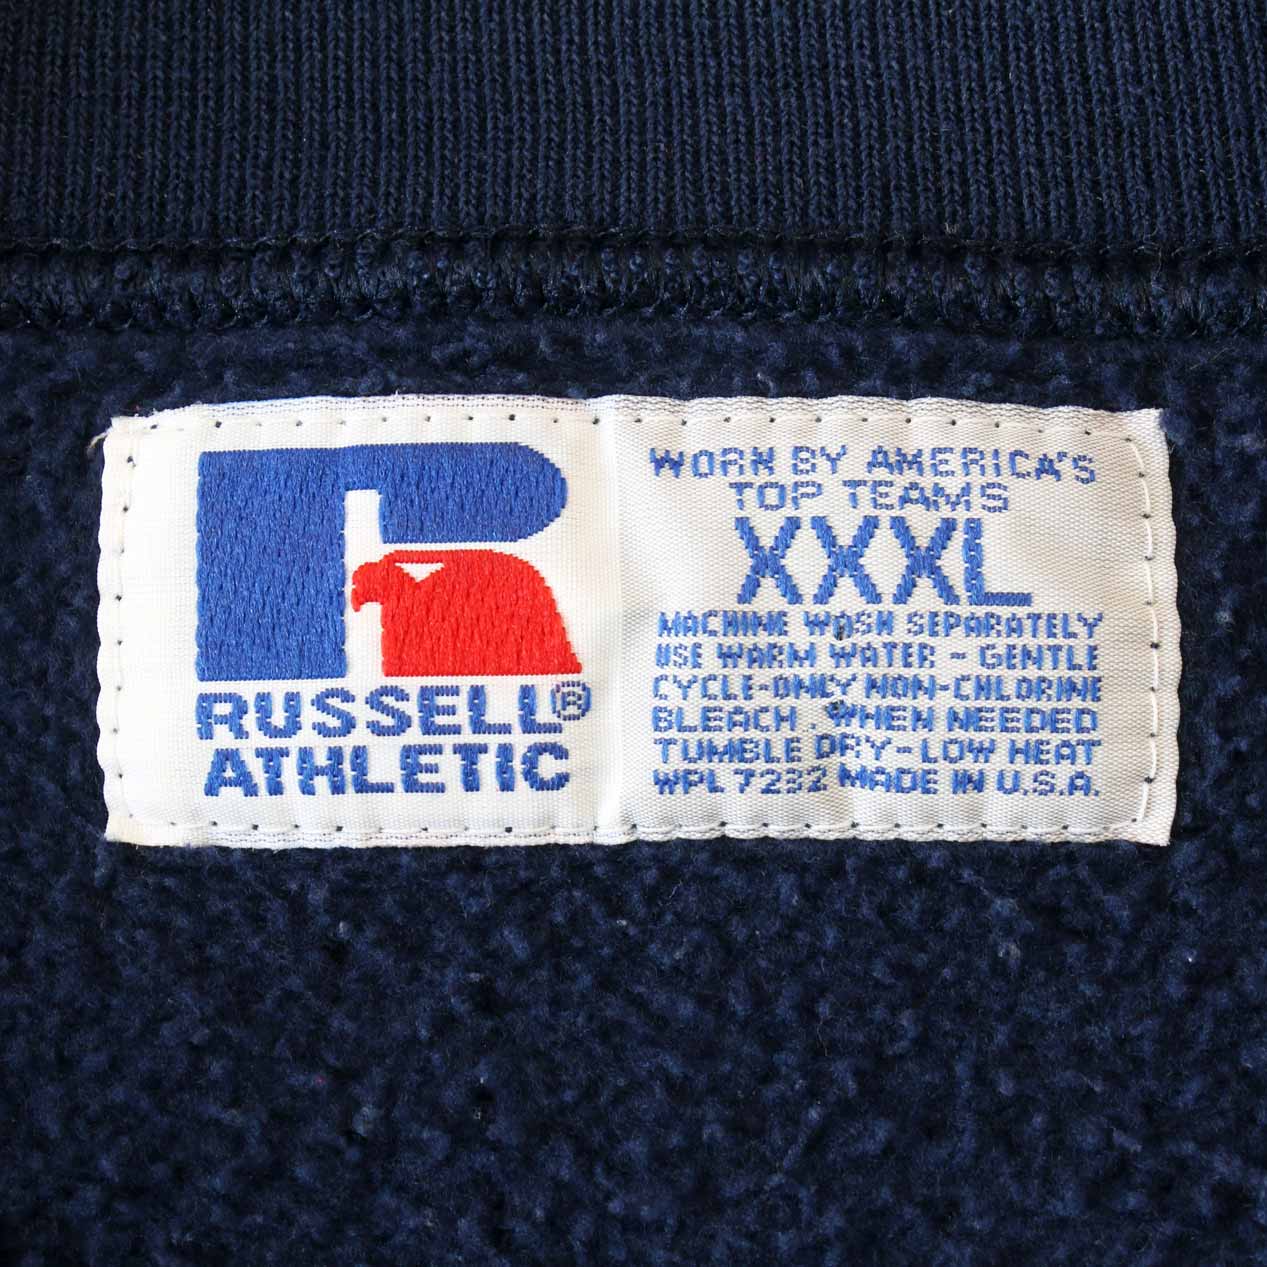 RUSSELL®
ATHLETIC
WORN BY AMERICA'S
TOP TEAMS
XXXL
MACHINE WASH SEPARATELY
USE WARM WATER - GENTLE
CYCLE-ONLY NON-CHLORINE
BLEACH . WHEN NEEDED
TUMBLE DRY-LOW HEAT
WPL 7232 MADE IN U.S.A.